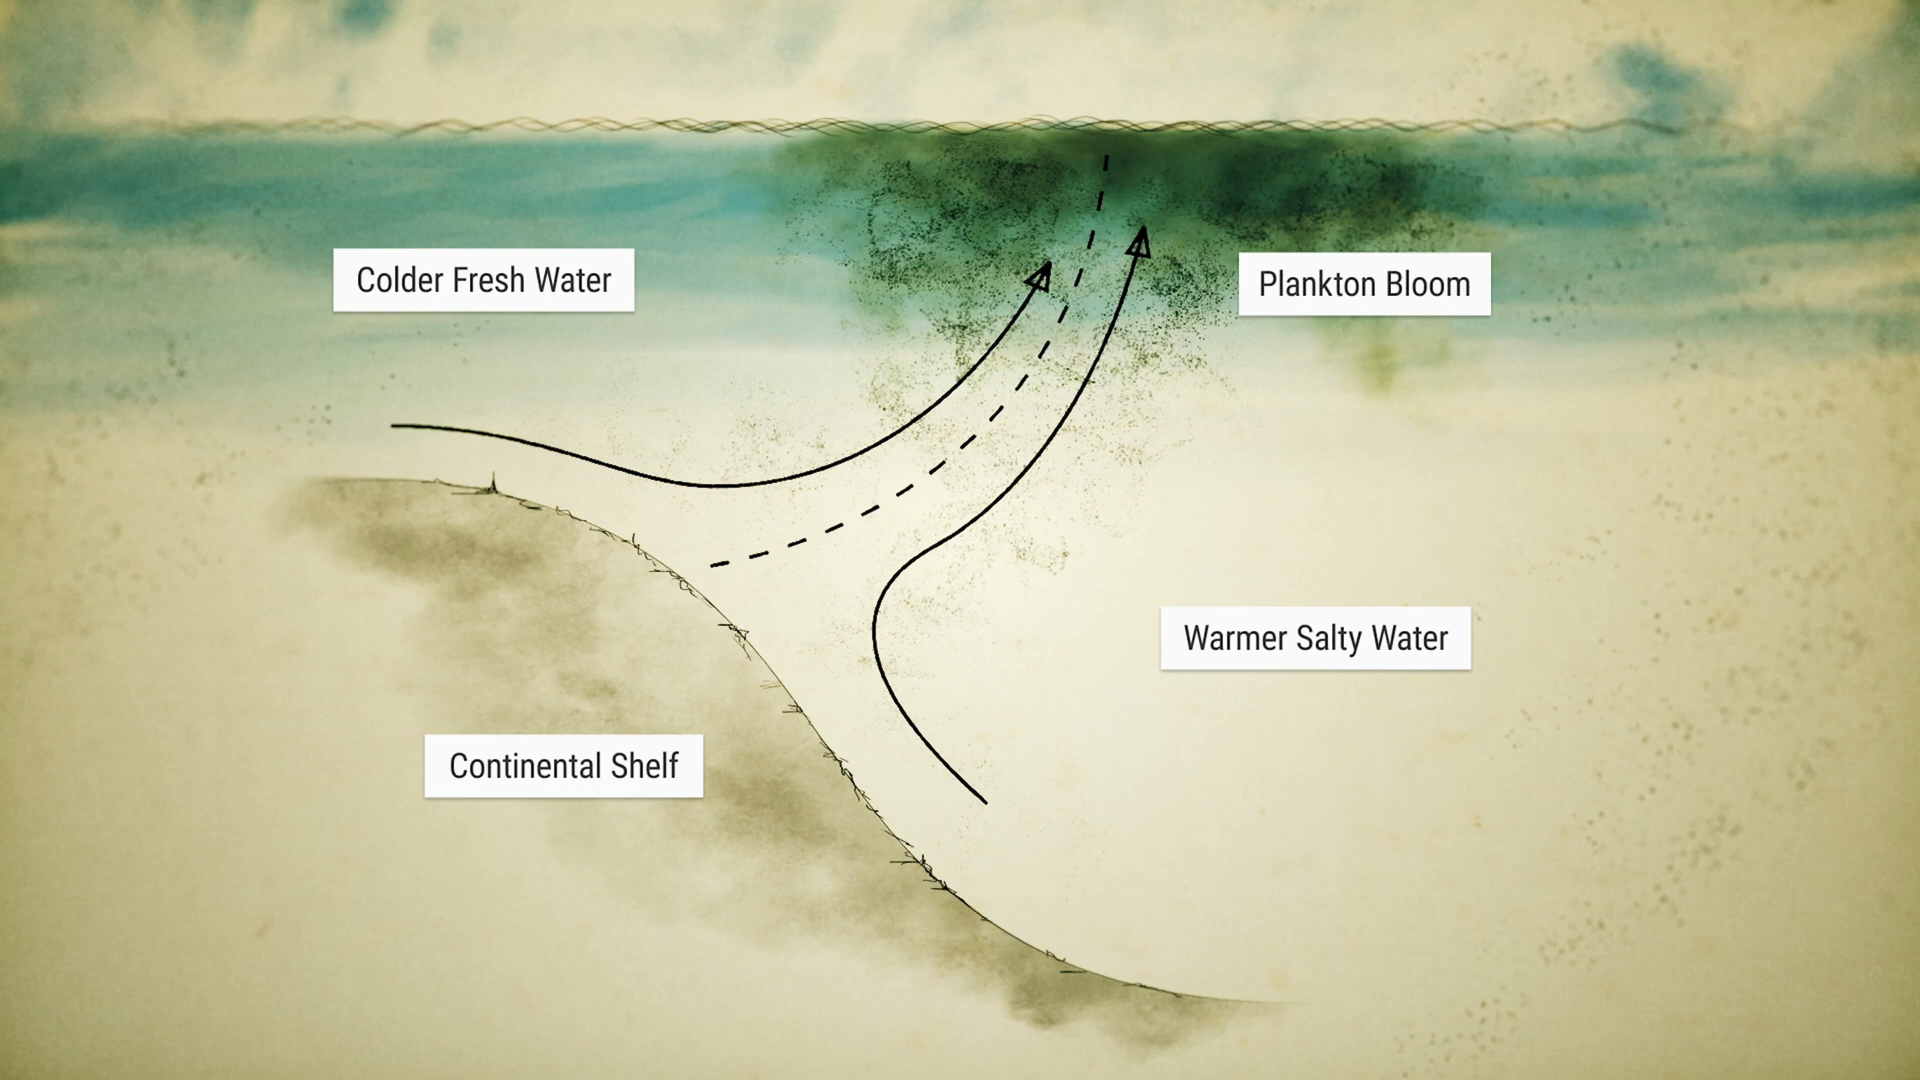 Colder Fresh Water
Plankton Bloom
Warmer Salty Water
Continental Shelf